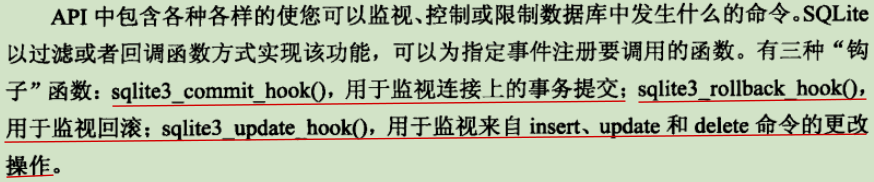 API 中包含各种各样的使您可以监视、控制或限制数据库中发生什么的命令。SQLite
以过滤或者回调函数方式实现该功能，可以为指定事件注册要调用的函数。有三种“钩
子”函数：sqlite3_commit_hook()，用于监视连接上的事务提交；sqlite3_rollback_hook()，
用于监视回滚；sqlite3_update_hook()，用于监视来自 insert、update 和 delete 命令的更改
操作。